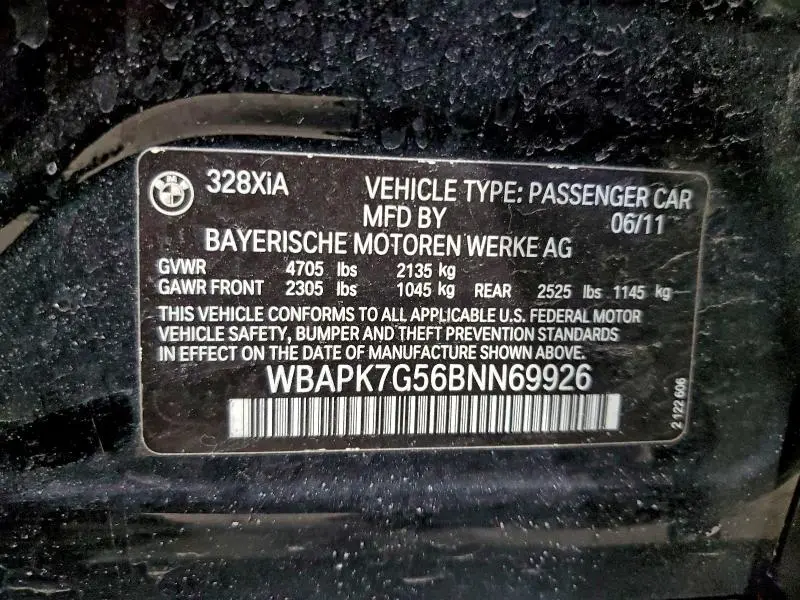 BMW
328XiA VEHICLE TYPE: PASSENGER CAR
MFD BY 06/11
BAYERISCHE MOTOREN WERKE AG
GVWR 4705 lbs 2135 kg
GAWR FRONT 2305 lbs 1045 kg REAR 2525 lbs 1145 kg
THIS VEHICLE CONFORMS TO ALL APPLICABLE U.S. FEDERAL MOTOR
VEHICLE SAFETY, BUMPER AND THEFT PREVENTION STANDARDS
IN EFFECT ON THE DATE OF MANUFACTURE SHOWN ABOVE.
WBAPK7G56BNN69926
2 122 606